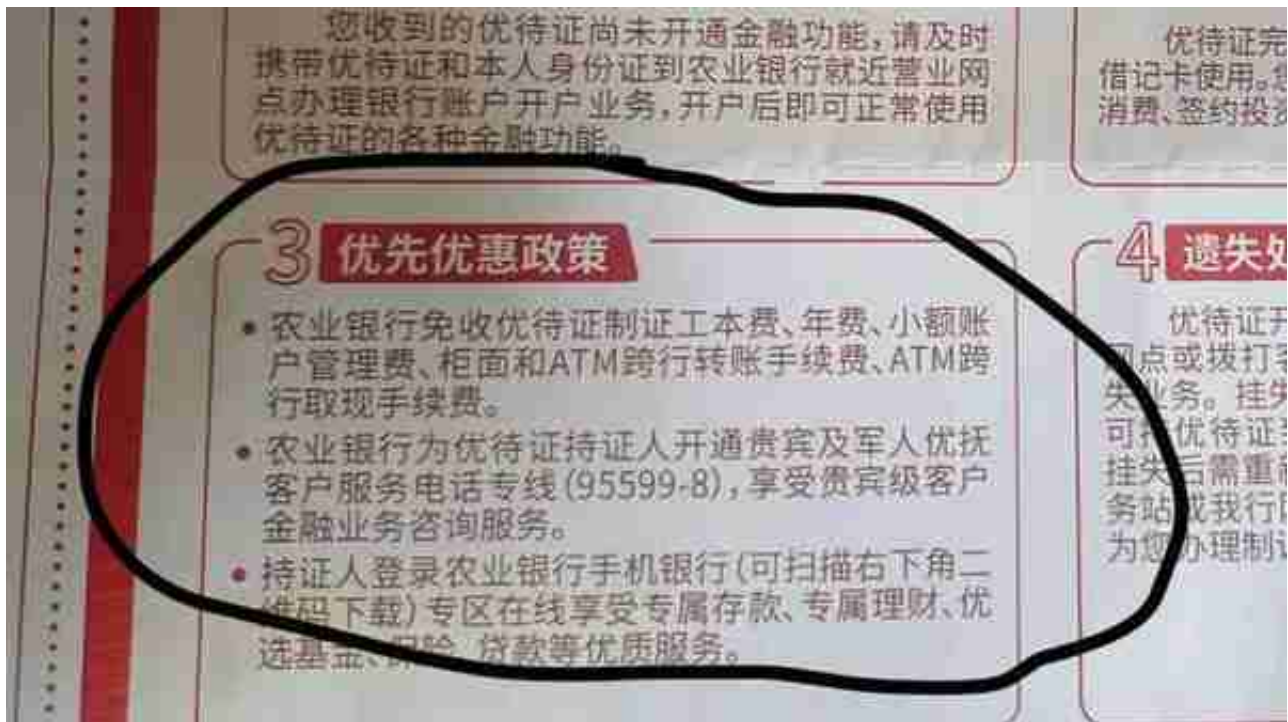 您收到的优待证尚未开通金融功能,请及时
携带优待证和本人身份证到农业银行就近营业网
点办理银行账户开户业务,开户后即可正常使用
优待证的各种金融功能。
3 优先优惠政策
• 农业银行免收优待证制证工本费、年费、小额账
户管理费、柜面和ATM跨行转账手续费、ATM跨
行取现手续费。
• 农业银行为优待证持证人开通贵宾及军人优抚
客户服务电话专线(95599-8),享受贵宾级客户
金融业务咨询服务。
• 持证人登录农业银行手机银行(可扫描右下角二
维码下载)专区在线享受专属存款、专属理财、优
选基金、保险、贷款等优质服务。
优待证完
借记卡使用。
消费、签约投资
4 遗失处
优待证开
网点或拨打
失业务。挂失
可持优待证
挂失后需重
务站或我行
为您办理制证